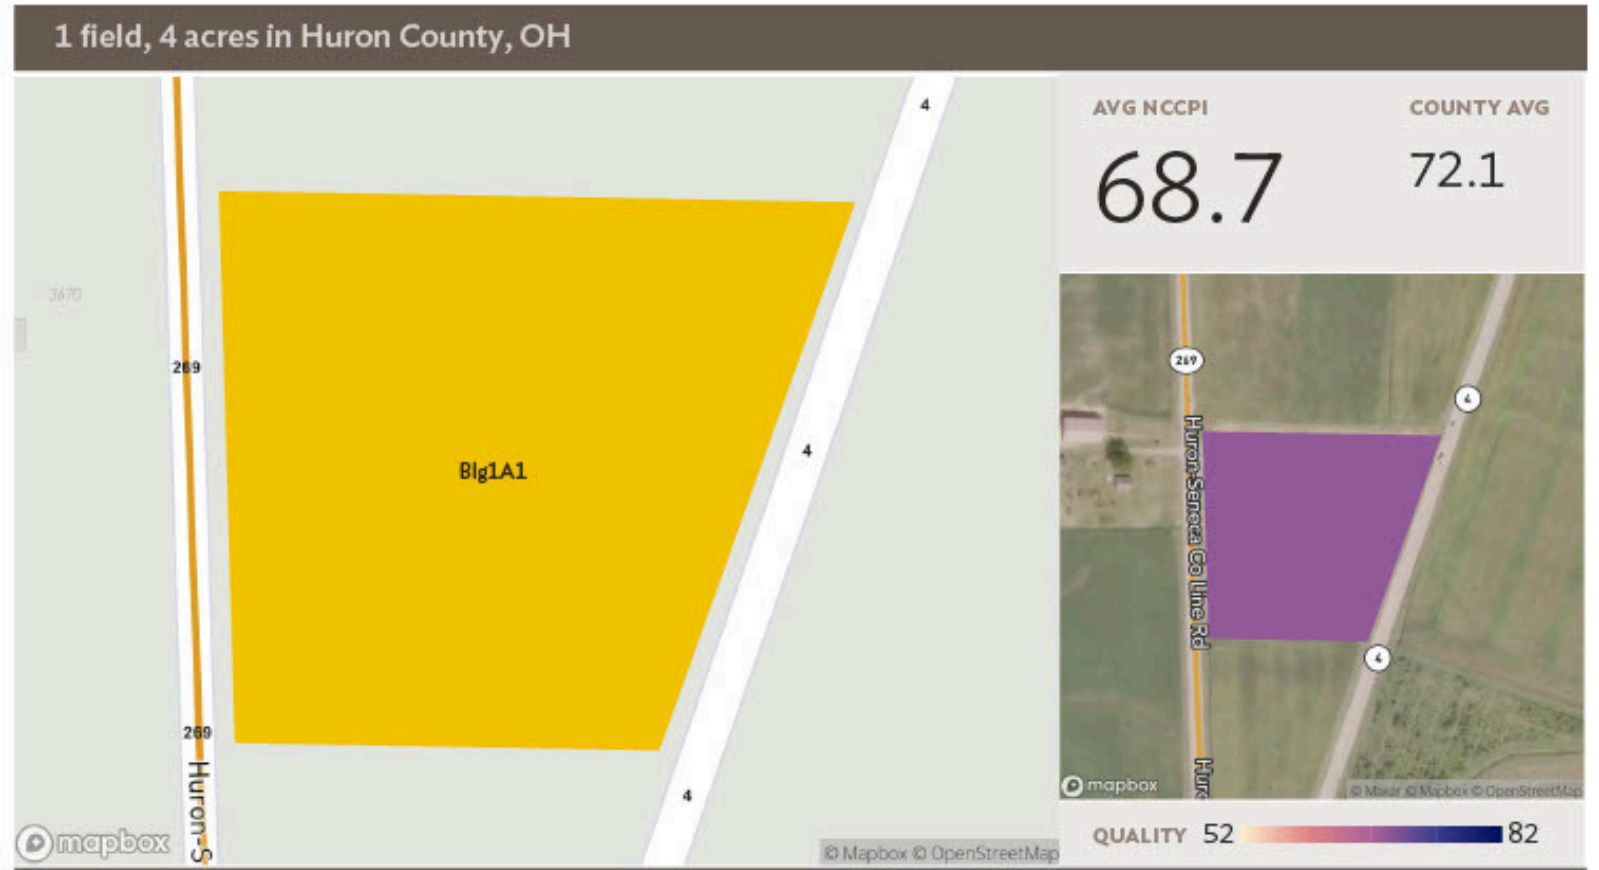 1 field, 4 acres in Huron County, OH
AVG NCCPI
COUNTY AVG
68.7
72.1
4
3670
269
Blg1A1
4
269
4
Huron-S
mapbox
© Mapbox © OpenStreetMap
269
4
Huron-Seneca Co Line Rd
4
Huro
mapbox
© Maxar © Mapbox © OpenStreetMap
QUALITY 52 82